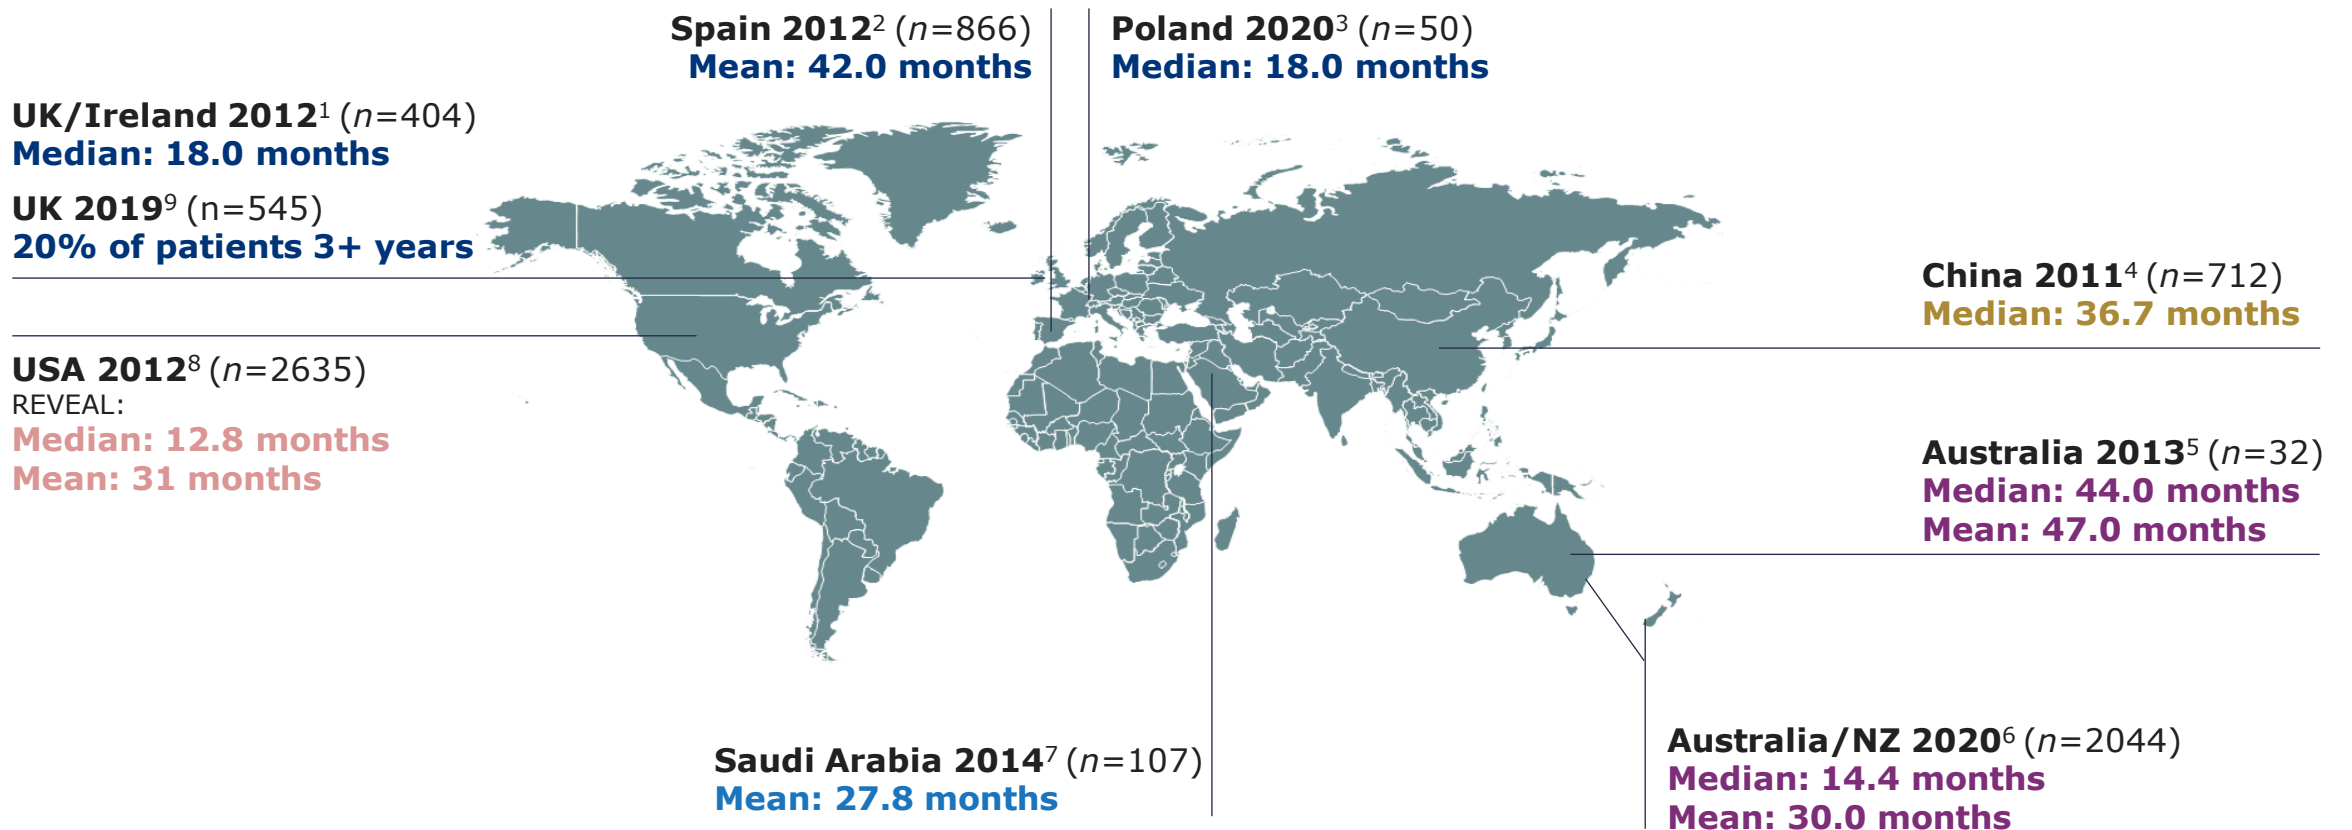 Spain 2012² (n=866)
Mean: 42.0 months
Poland 2020³ (n=50)
Median: 18.0 months
UK/Ireland 2012¹ (n=404)
Median: 18.0 months
UK 2019⁹ (n=545)
20% of patients 3+ years
USA 2012⁸ (n=2635)
REVEAL:
Median: 12.8 months
Mean: 31 months
China 2011⁴ (n=712)
Median: 36.7 months
Australia 2013⁵ (n=32)
Median: 44.0 months
Mean: 47.0 months
Saudi Arabia 2014⁷ (n=107)
Mean: 27.8 months
Australia/NZ 2020⁶ (n=2044)
Median: 14.4 months
Mean: 30.0 months